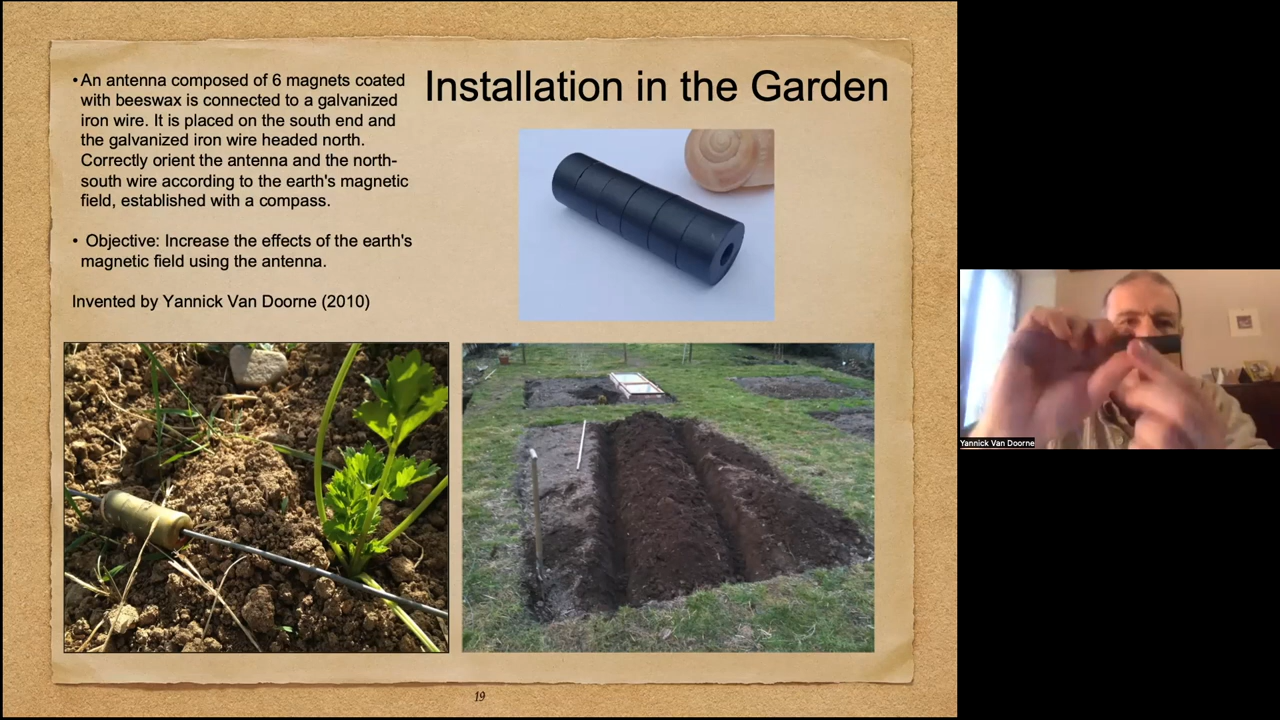 Installation in the Garden
•An antenna composed of 6 magnets coated
with beeswax is connected to a galvanized
iron wire. It is placed on the south end and
the galvanized iron wire headed north.
Correctly orient the antenna and the north-
south wire according to the earth's magnetic
field, established with a compass.
• Objective: Increase the effects of the earth's
magnetic field using the antenna.
Invented by Yannick Van Doorne (2010)
Yannick Van Doorne
19